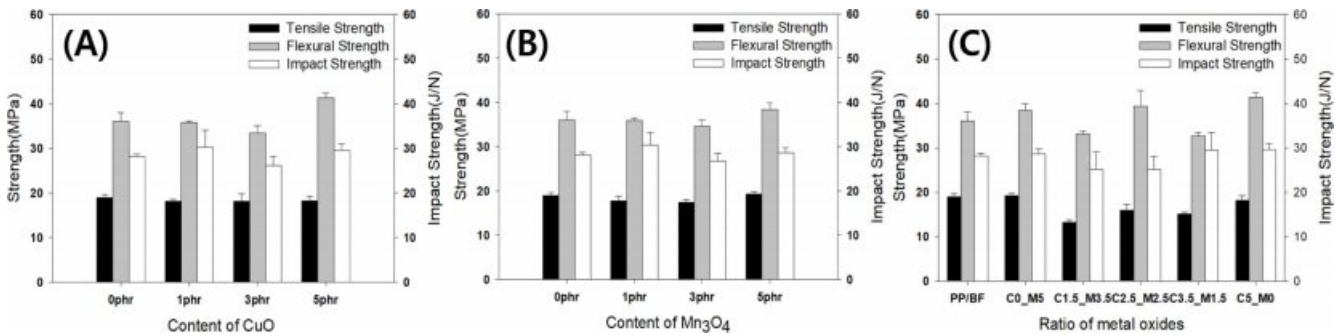 (A)
Tensile Strength
Flexural Strength
Impact Strength
Strength(MPa)
60
50
40
30
20
10
0
60
50
40
30
20
10
0
Impact Strength(J/N)
0phr 1phr 3phr 5phr
Content of CuO
(B)
Tensile Strength
Flexural Strength
Impact Strength
Strength(MPa)
60
50
40
30
20
10
0
60
50
40
30
20
10
0
Impact Strength(J/N)
0phr 1phr 3phr 5phr
Content of Mn3O4
(C)
Tensile Strength
Flexural Strength
Impact Strength
Strength(MPa)
60
50
40
30
20
10
0
60
50
40
30
20
10
0
Impact Strength(J/N)
PP/BF C0_M5 C1.5_M3.5 C2.5_M2.5 C3.5_M1.5 C5_M0
Ratio of metal oxides